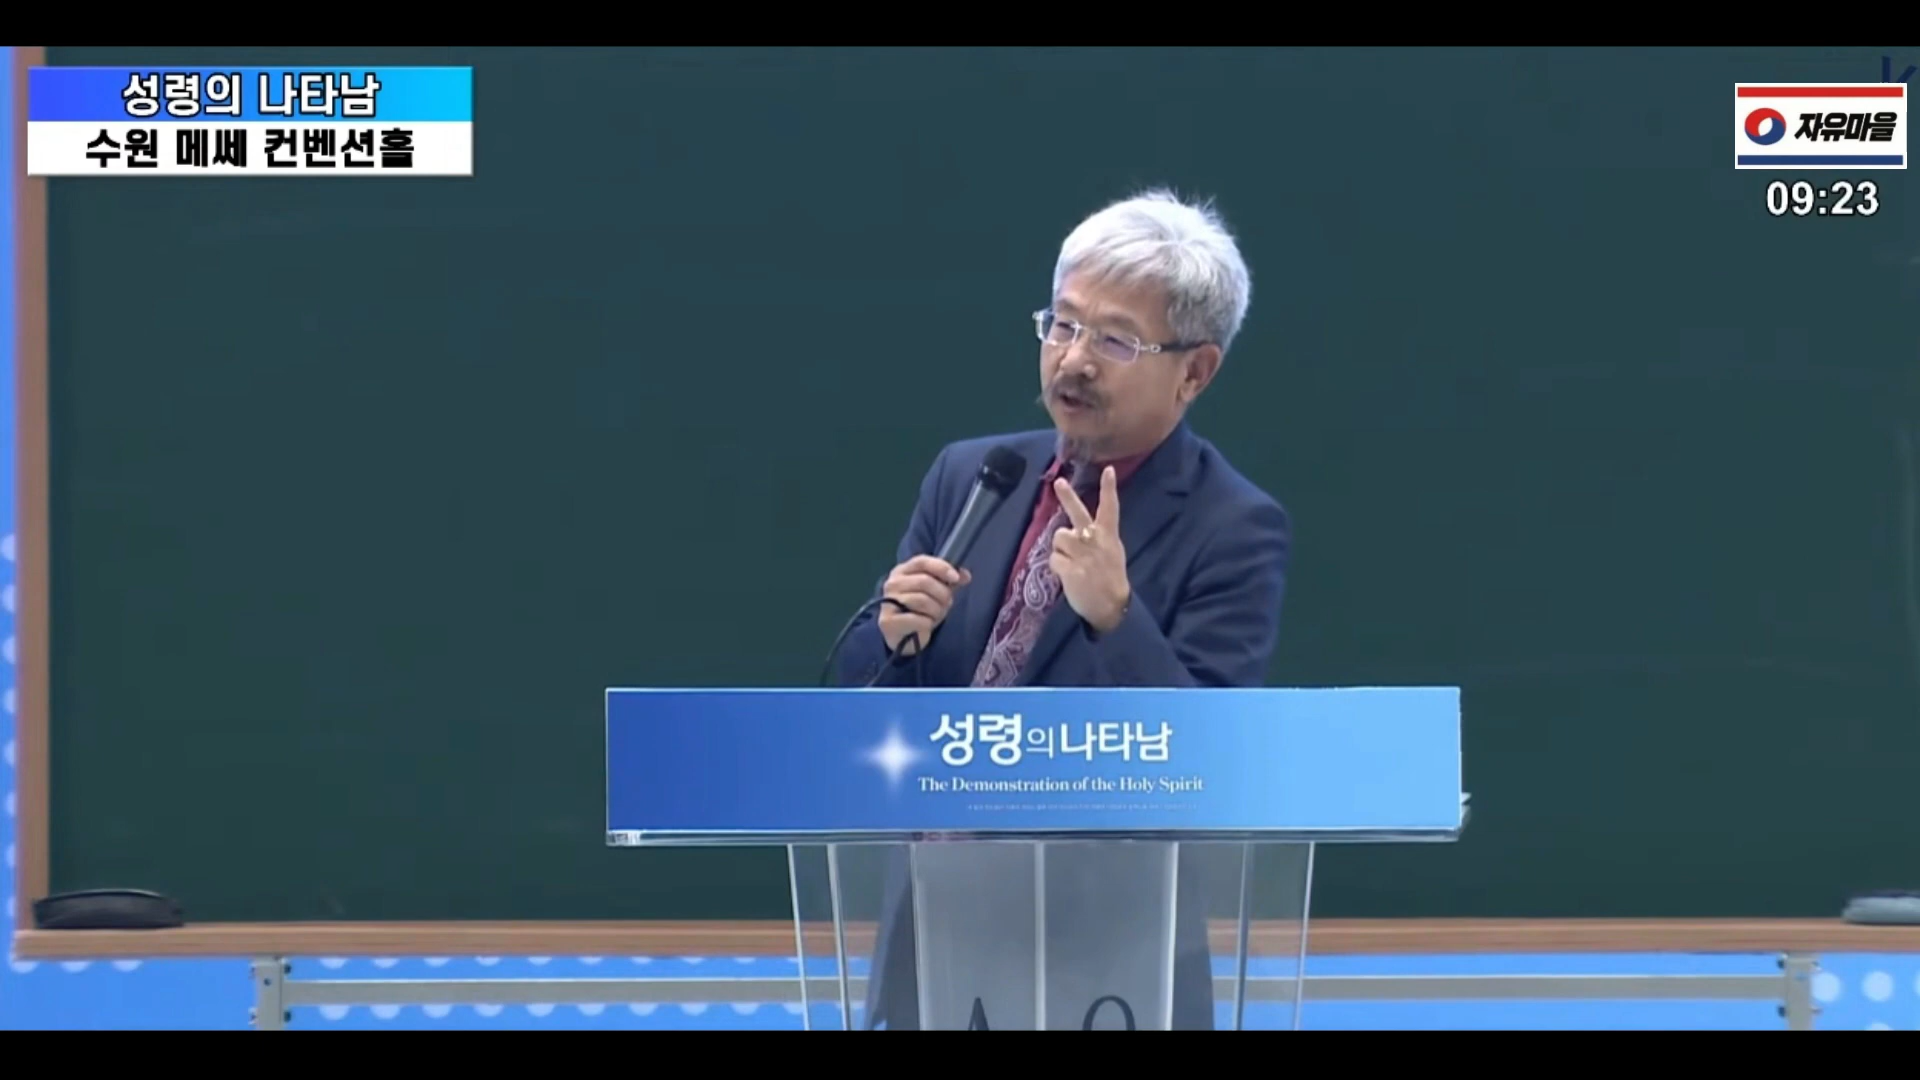 성령의 나타남
수원 메쎄 컨벤션홀
자유마을
09:23
성령의나타남
The Demonstration of the Holy Spirit